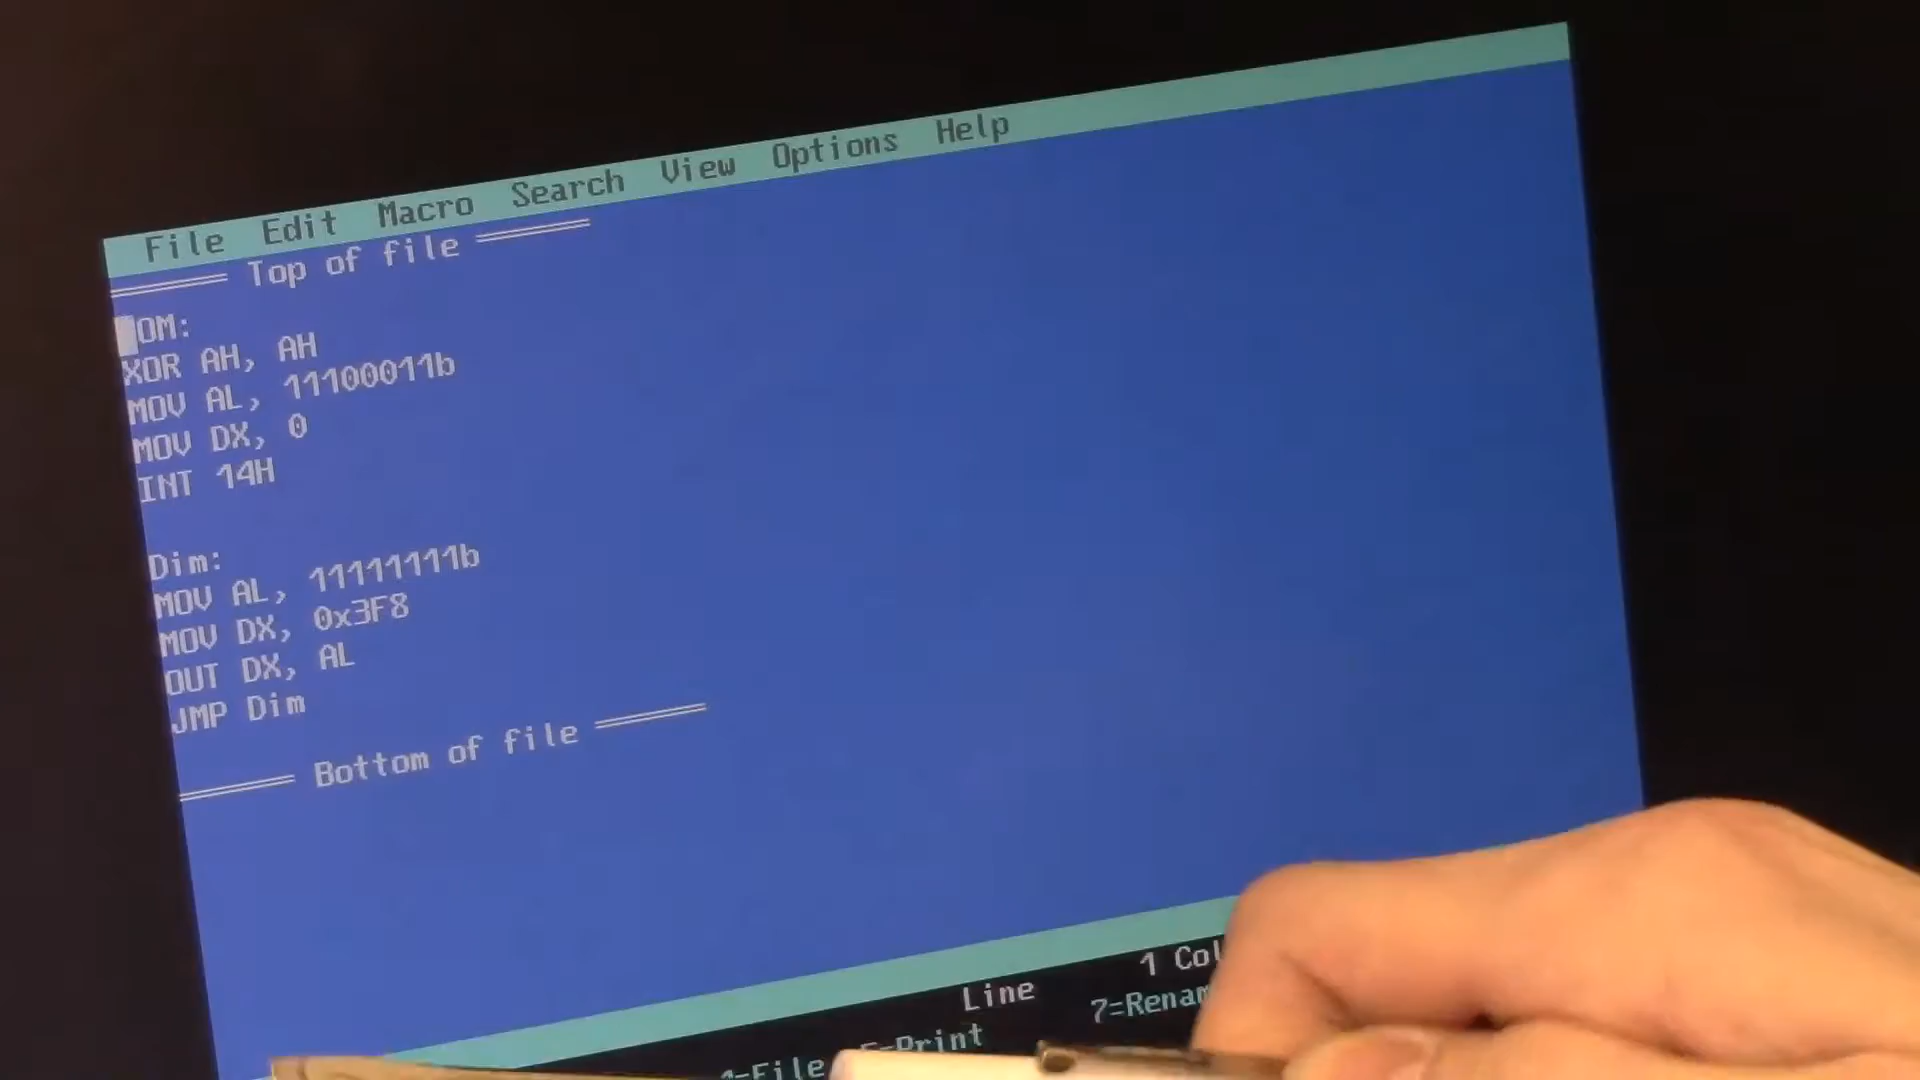 File Edit Macro Search View Options Help
Top of file
OM:
XOR AH, AH
MOV AL, 11100011b
MOV DX, 0
INT 14H
Dim:
MOV AL, 11111111b
MOV DX, 0x3F8
OUT DX, AL
JMP Dim
Bottom of file
Line 1 Col
4=File 5=Print 7=Renam